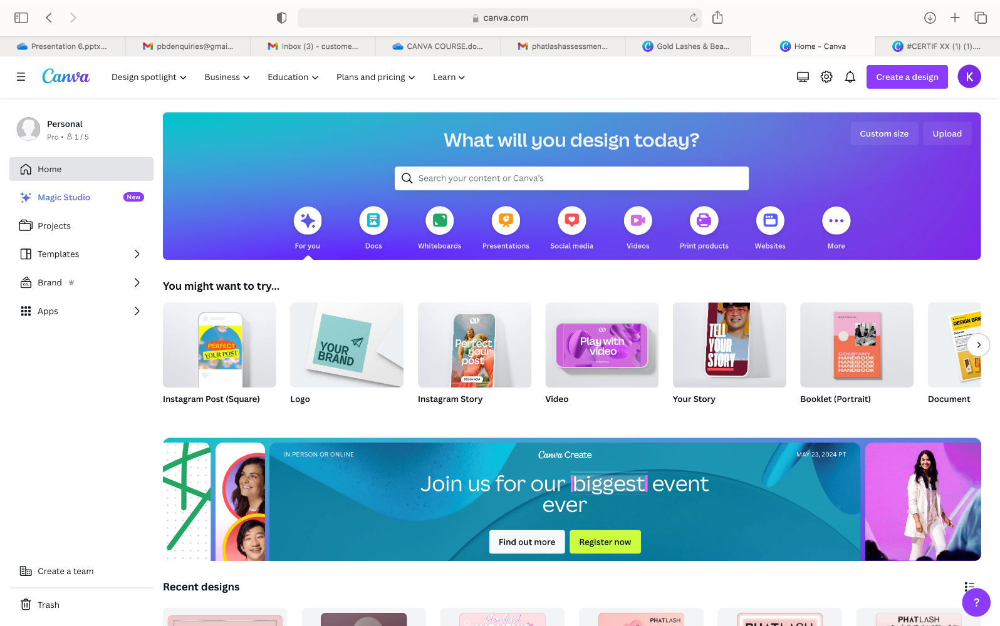 canva.com
Presentation 6.pptx...
pbdenquiries@gmai...
Inbox (3) - custome...
CANVA COURSE.do...
phatlashassessmen...
Gold Lashes & Bea...
Home - Canva
#CERTIF XX (1) (1)....
Canva
Design spotlight
Business
Education
Plans and pricing
Learn
Create a design
K
Personal
Pro • 1 / 5
Home
Magic Studio
New
Projects
Templates
Brand
Apps
Create a team
Trash
What will you design today?
Custom size
Upload
Search your content or Canva's
For you
Docs
Whiteboards
Presentations
Social media
Videos
Print products
Websites
More
You might want to try...
PERFECT
YOUR POST
YOUR
BRAND
Perfect
your
post
DESIGN NOW
Play with
video
TELL
YOUR
STORY
COMPANY
HANDBOOK
HANDBOOK
HANDBOOK
HANDBOOK
DESIGN BRIE
Instagram Post (Square)
Logo
Instagram Story
Video
Your Story
Booklet (Portrait)
Document
IN PERSON OR ONLINE
Canva Create
MAY 23, 2024 PT
Join us for our biggest event
ever
Find out more
Register now
Recent designs
International
PHATLASH
PHATLASH
PHATLASH
?